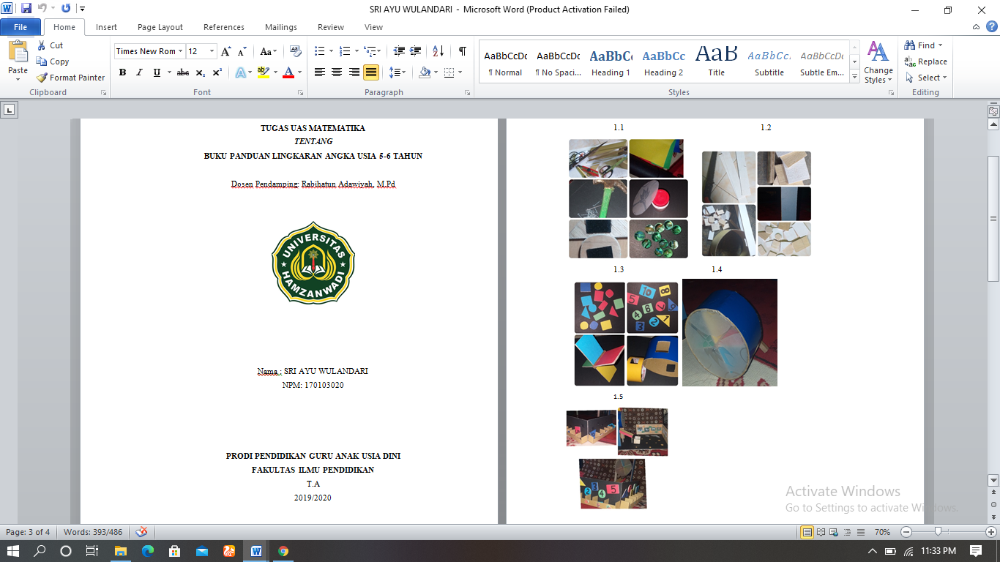 SRI AYU WULANDARI - Microsoft Word (Product Activation Failed)
File Home Insert Page Layout References Mailings Review View
Paste
Cut
Copy
Format Painter
Clipboard
Times New Rom 12
Font
Paragraph
AaBbCcDc AaBbCcDc AaBbC AaBbCc AaB AaBbCc. AaBbCcDc
¶ Normal ¶ No Spaci... Heading 1 Heading 2 Title Subtitle Subtle Em...
Change
Styles
Styles
Find
Replace
Select
Editing
TUGAS UAS MATEMATIKA
TENTANG
BUKU PANDUAN LINGKARAN ANGKA USIA 5-6 TAHUN
Dosen Pendamping: Rabihatun Adawiyah, M.Pd
UNIVERSITAS
HAMZANWADI
Nama : SRI AYU WULANDARI
NPM: 170103020
PRODI PENDIDIKAN GURU ANAK USIA DINI
FAKULTAS ILMU PENDIDIKAN
T.A
2019/2020
1.1 1.2
1.3 1.4
5 10 8
4 6 7
3 2 1
1.5
2 3 4 5
Activate Windows
Go to Settings to activate Windows.
Page: 3 of 4 Words: 393/486
70%
11:33 PM